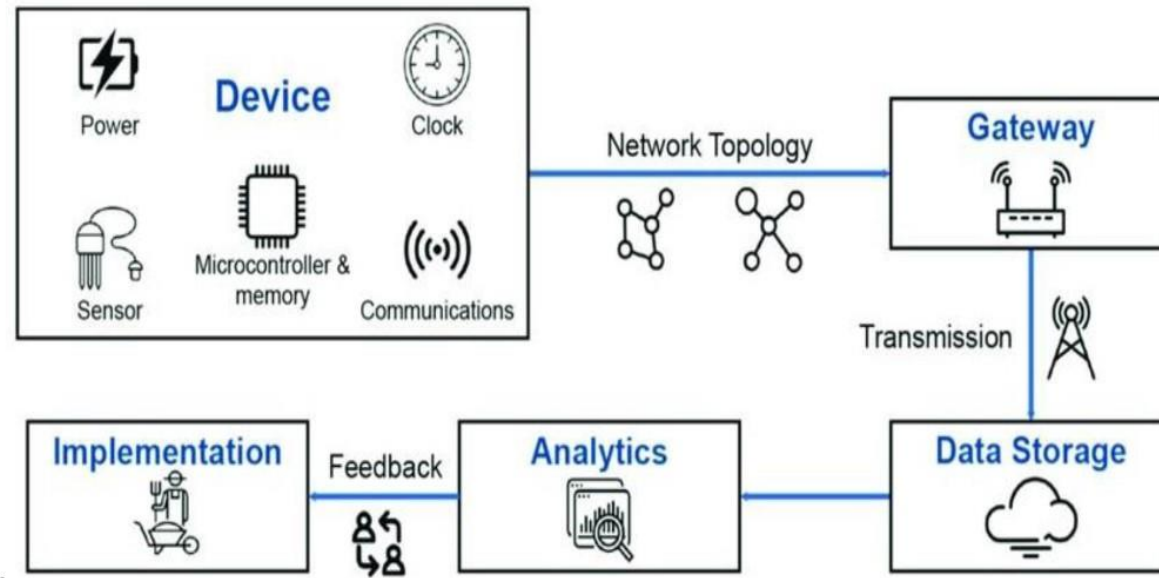 Device
Power
Clock
Sensor
Microcontroller &
memory
Communications
Network Topology
Gateway
Transmission
Data Storage
Analytics
Feedback
Implementation